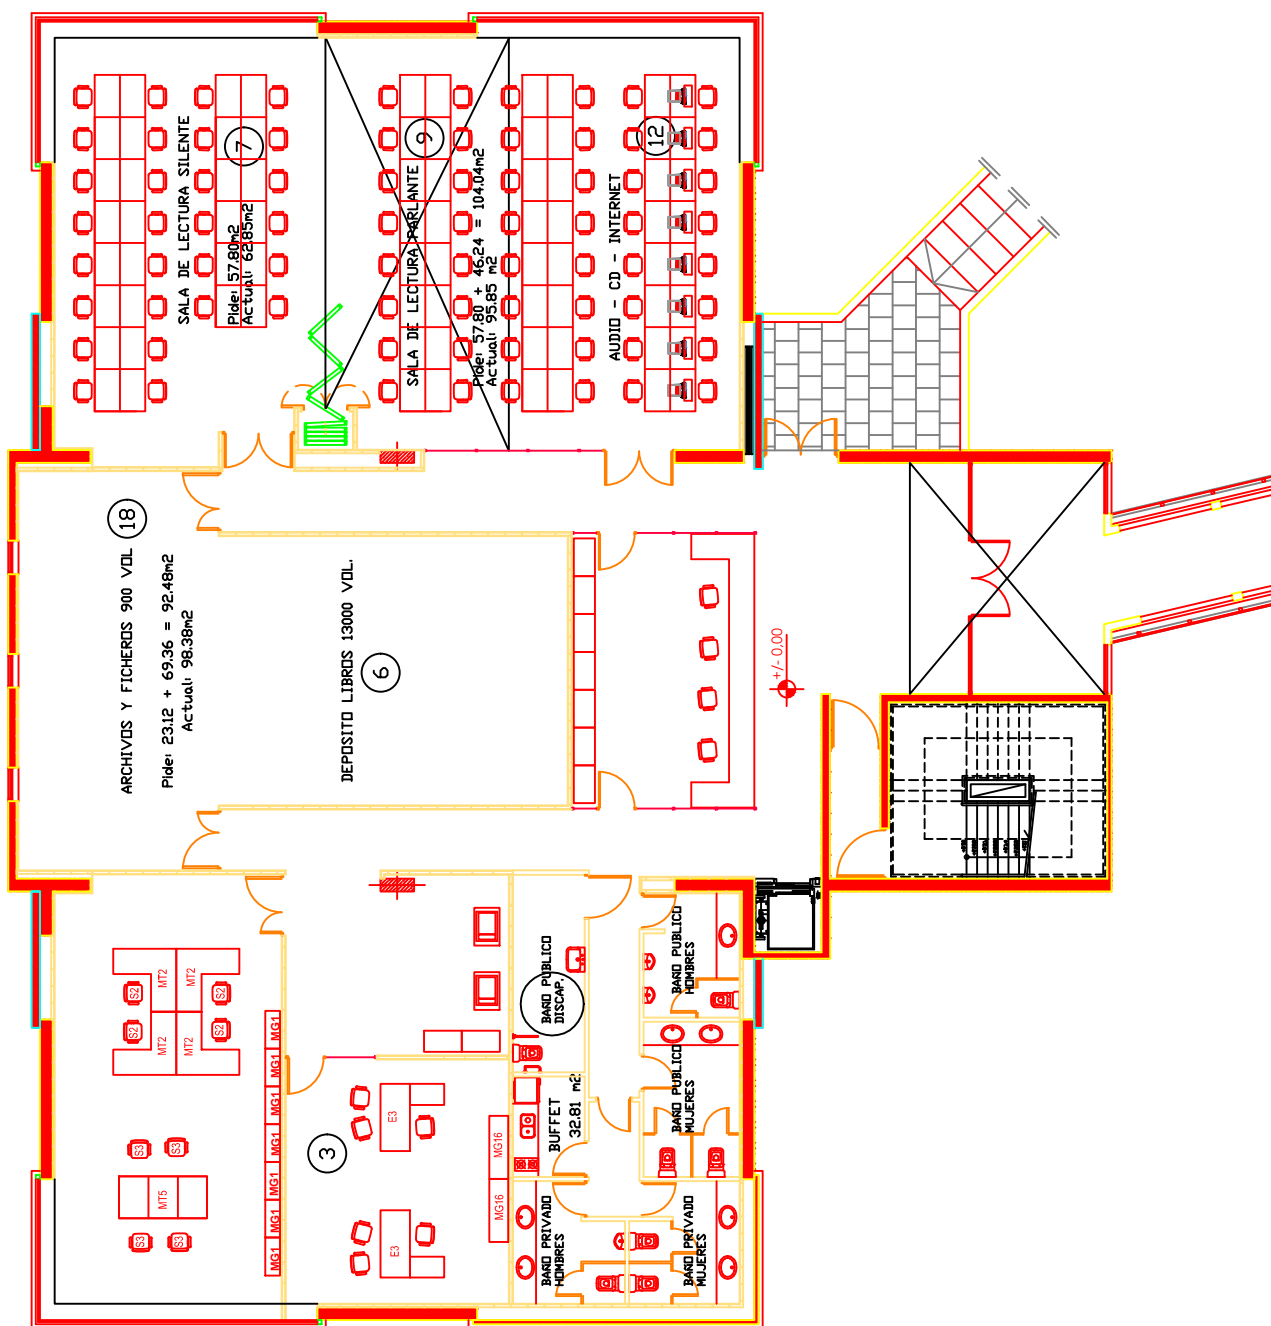 SALA DE LECTURA SILENTE
7
Pide: 57.80m2
Actual: 62.85m2
SALA DE LECTURA PARLANTE
9
Pide: 57.80 + 46.24 = 104.04m2
Actual: 95.85 m2
AUDIO - CD - INTERNET
12
ARCHIVOS Y FICHEROS 900 VOL
18
Pide: 23.12 + 69.36 = 92.48m2
Actual: 98.38m2
DEPOSITO LIBROS 13000 VOL.
6
+/- 0,00
MT2
MT2
MT2
MT2
S2
S2
S2
S2
MG1
MG1
MG1
MG1
MG1
MG1
MG1
S3
S3
MT5
S3
S3
3
E3
E3
MG16
MG16
BAÑO PUBLICO
DISCAP.
BUFFET
32.81 m2
BAÑO PUBLICO
HOMBRES
BAÑO PUBLICO
MUJERES
BAÑO PRIVADO
HOMBRES
BAÑO PRIVADO
MUJERES